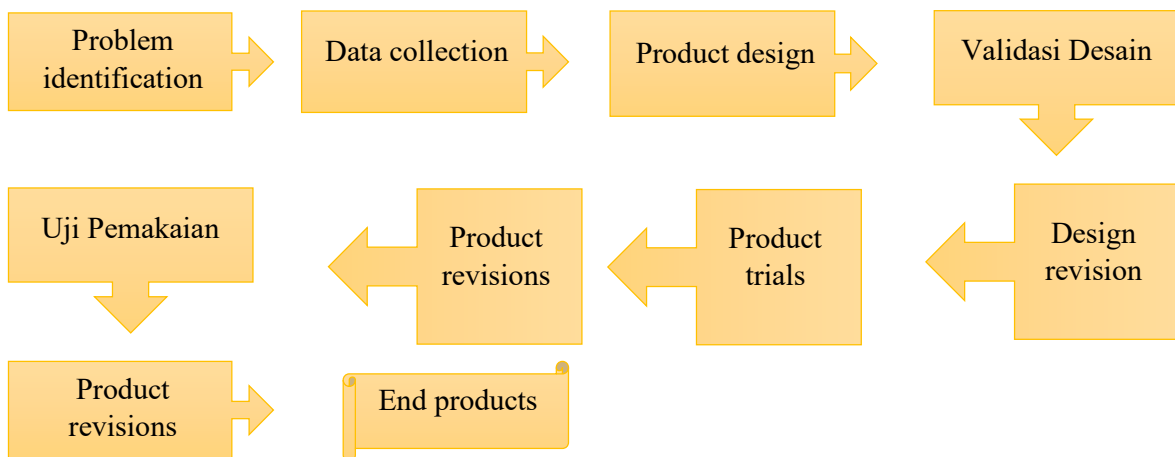 Problem
identification
Data collection
Product design
Validasi Desain
Design
revision
Product
trials
Product
revisions
Uji Pemakaian
Product
revisions
End products